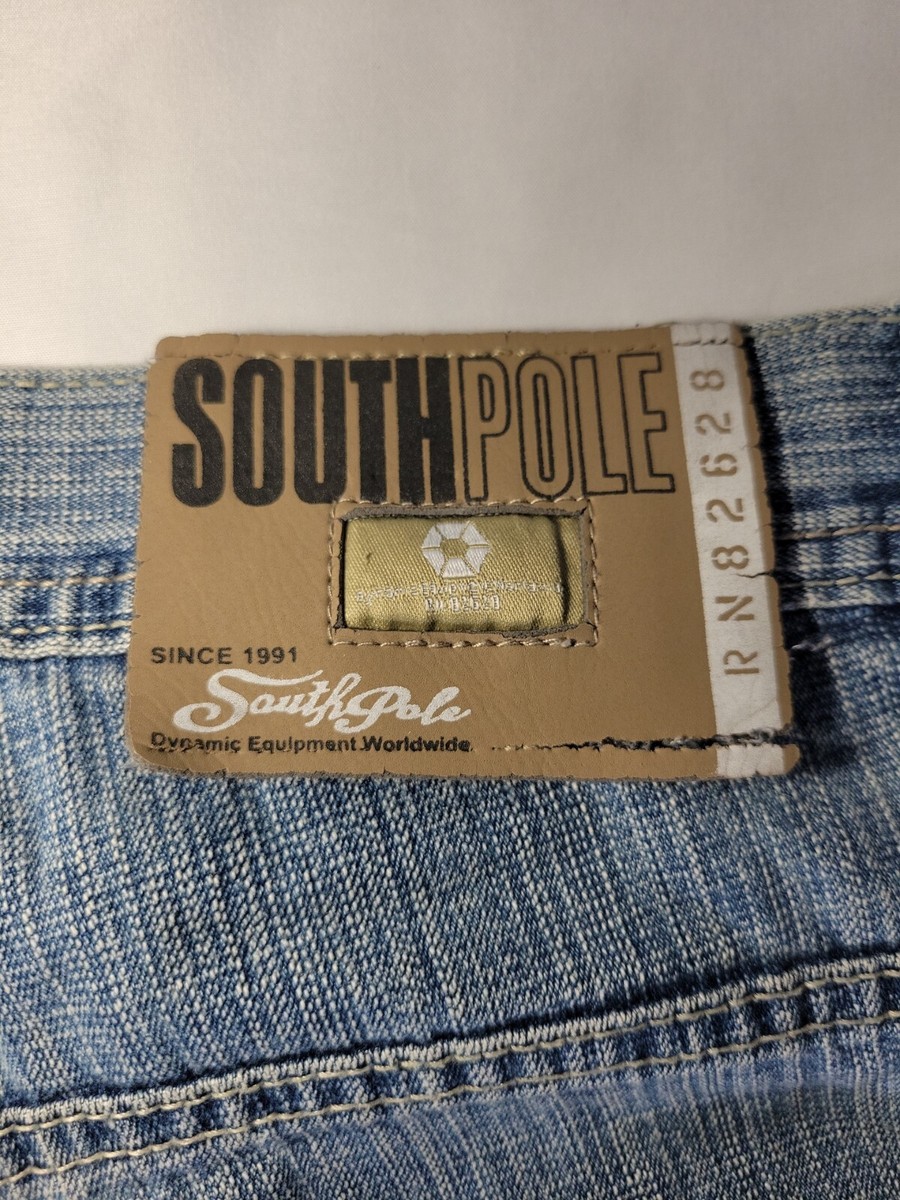 SOUTHPOLE
RN82628
SINCE 1991
SouthPole
Dynamic Equipment Worldwide